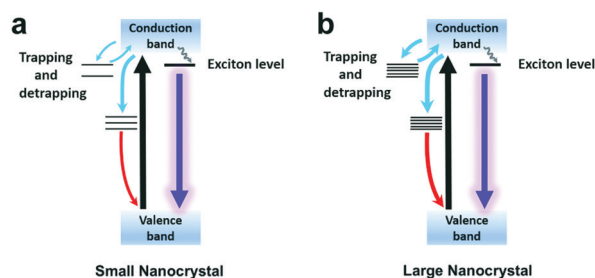 a
Conduction
band
Trapping
and
detrapping
Exciton level
Valence
band
Small Nanocrystal
b
Conduction
band
Trapping
and
detrapping
Exciton level
Valence
band
Large Nanocrystal